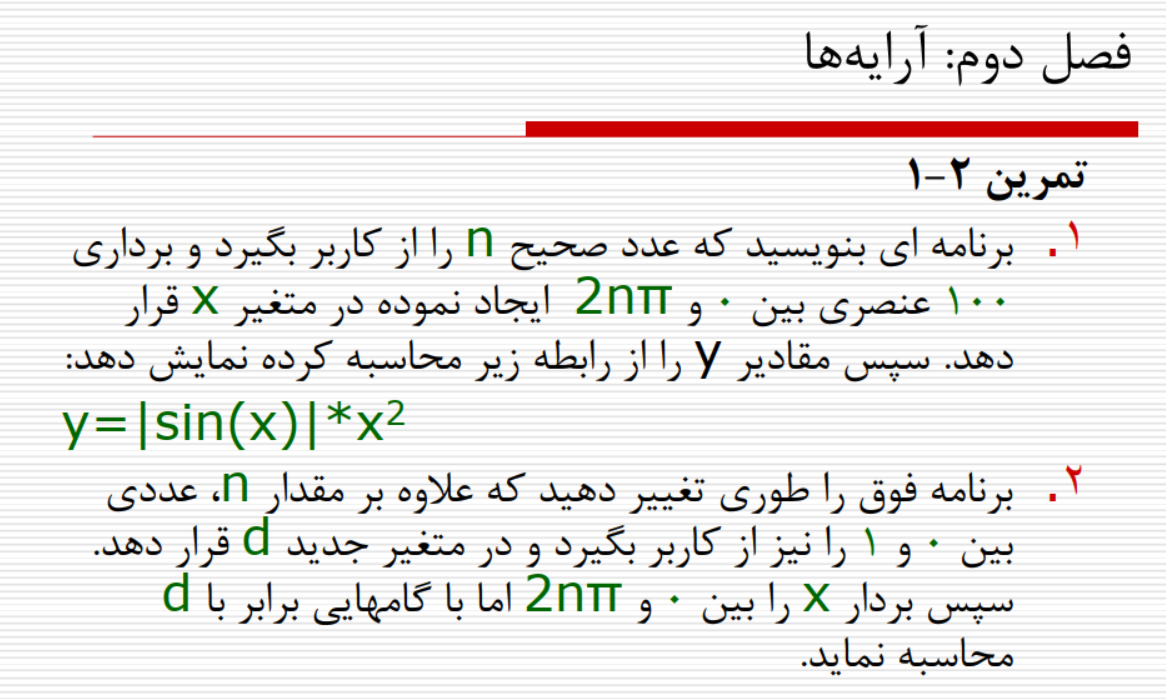 فصل دوم: آرایه‌ها
تمرین ۲-۱
۱. برنامه ای بنویسید که عدد صحیح n را از کاربر بگیرد و برداری
۱۰۰ عنصری بین ۰ و 2nπ ایجاد نموده در متغیر x قرار
دهد. سپس مقادیر y را از رابطه زیر محاسبه کرده نمایش دهد:
y=|sin(x)|*x²
۲. برنامه فوق را طوری تغییر دهید که علاوه بر مقدار n، عددی
بین ۰ و ۱ را نیز از کاربر بگیرد و در متغیر جدید d قرار دهد.
سپس بردار x را بین ۰ و 2nπ اما با گامهایی برابر با d
محاسبه نماید.